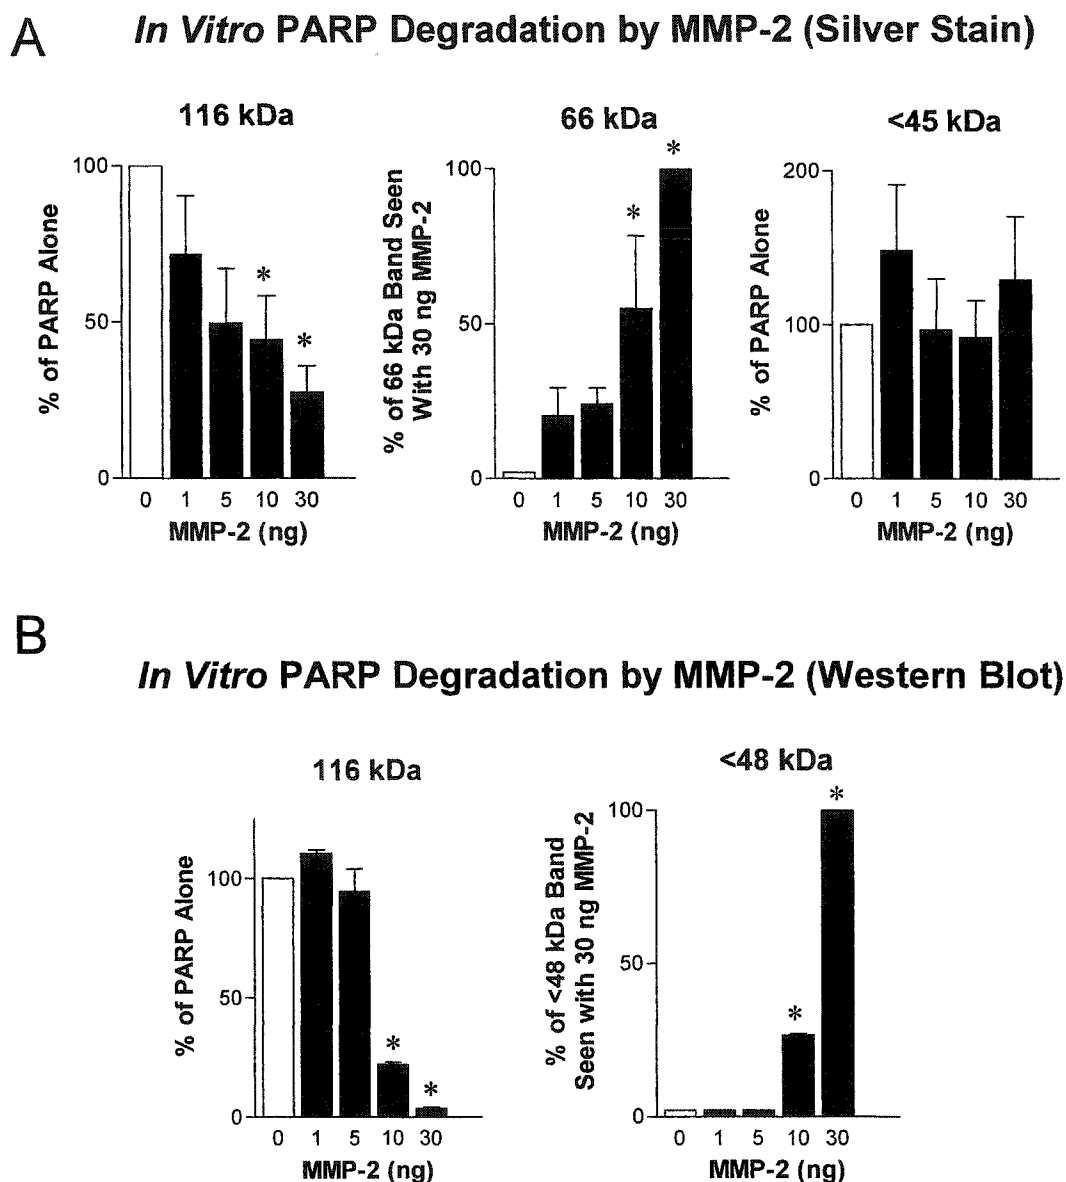 A
In Vitro PARP Degradation by MMP-2 (Silver Stain)
116 kDa
% of PARP Alone
100
50
0
*
*
0 1 5 10 30
MMP-2 (ng)
66 kDa
% of 66 kDa Band Seen
With 30 ng MMP-2
100
50
0
*
*
0 1 5 10 30
MMP-2 (ng)
<45 kDa
% of PARP Alone
200
100
0
0 1 5 10 30
MMP-2 (ng)
B
In Vitro PARP Degradation by MMP-2 (Western Blot)
116 kDa
% of PARP Alone
100
50
0
*
*
0 1 5 10 30
MMP-2 (ng)
<48 kDa
% of <48 kDa Band
Seen with 30 ng MMP-2
100
50
0
*
*
0 1 5 10 30
MMP-2 (ng)